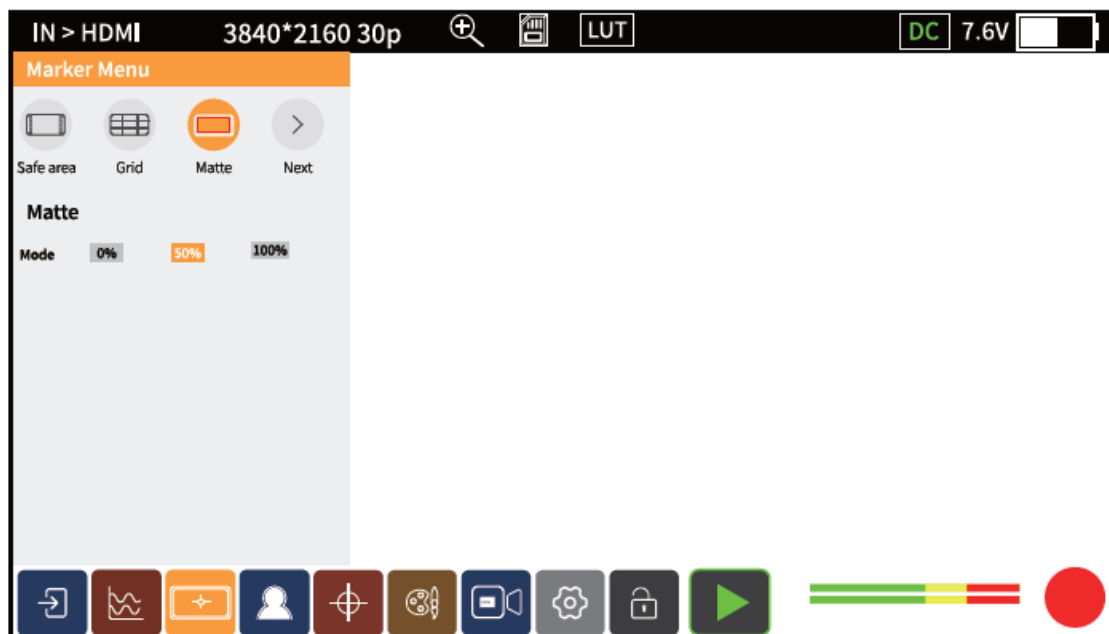 IN > HDMI 3840*2160 30p LUT DC 7.6V
Marker Menu
Safe area Grid Matte Next
Matte
Mode 0% 50% 100%